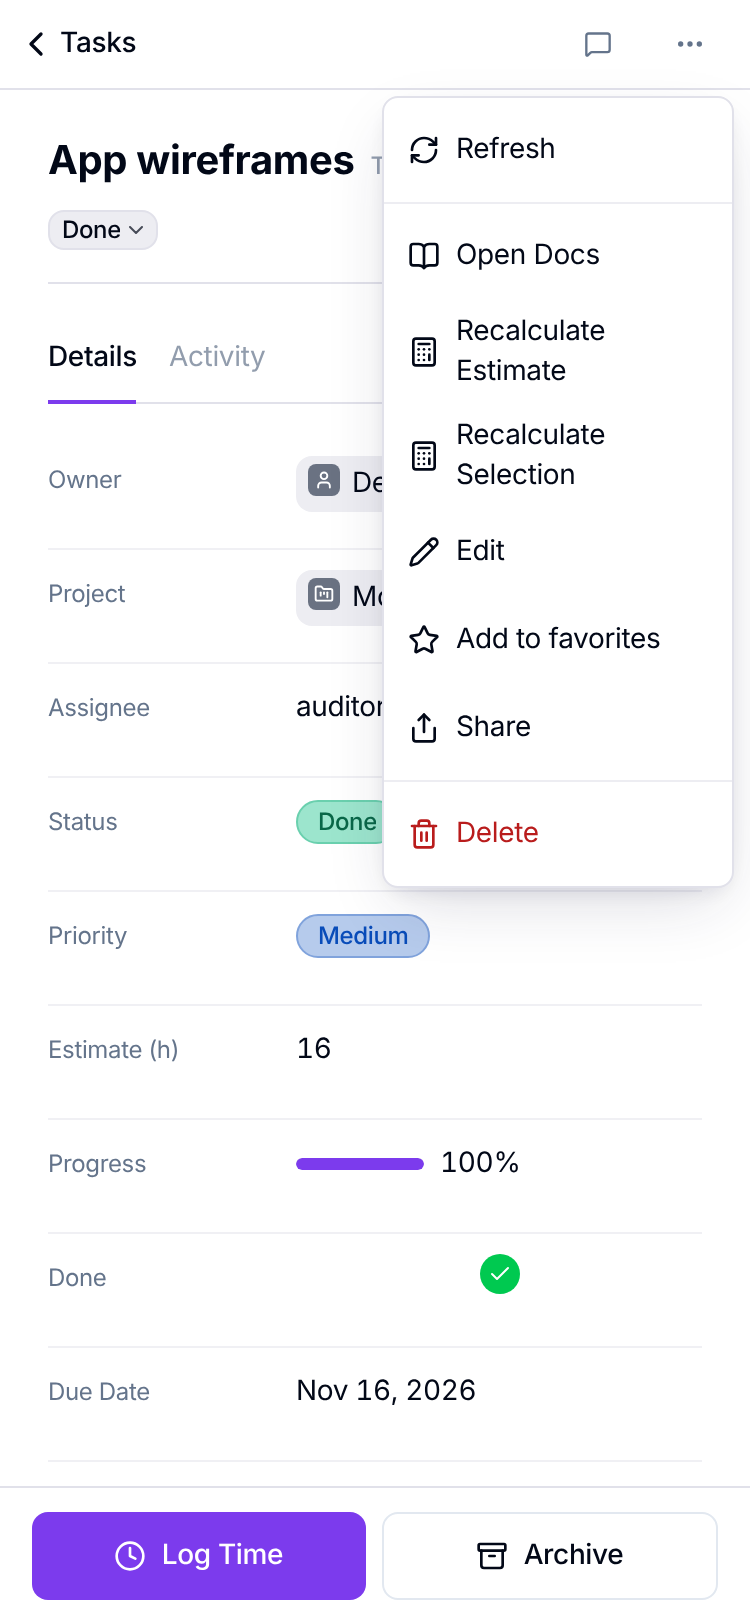 Tasks
App wireframes
Done
Refresh
Open Docs
Recalculate
Estimate
Recalculate
Selection
Edit
Add to favorites
Share
Delete
Details
Activity
Owner
Project
Assignee
Status
Done
Priority
Medium
Estimate (h)
16
Progress
100%
Done
Due Date
Nov 16, 2026
Log Time
Archive